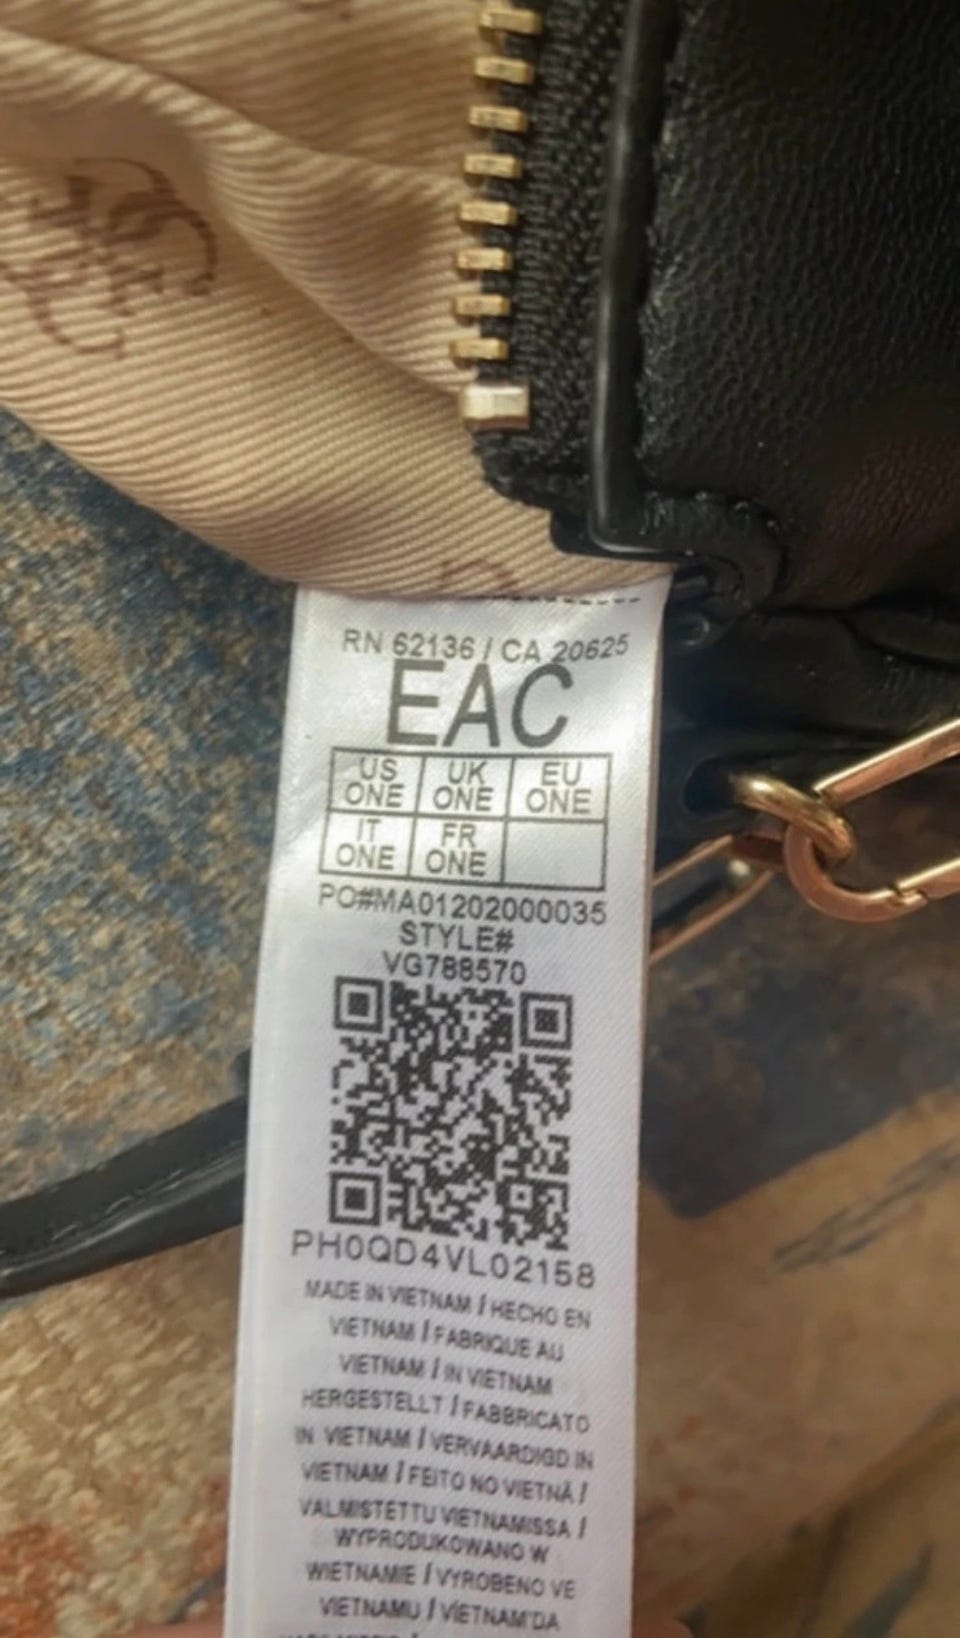 RN 62136 / CA 20625
EAC
US ONE
UK ONE
EU ONE
IT ONE
FR ONE
PO#MA01202000035
STYLE#
VG788570
PH0QD4VL02158
MADE IN VIETNAM / HECHO EN
VIETNAM / FABRIQUE AU
VIETNAM / IN VIETNAM
HERGESTELLT / FABBRICATO
IN VIETNAM / VERVAARDIGD IN
VIETNAM / FEITO NO VIETNÃ /
VALMISTETTU VIETNAMISSA /
WYPRODUKOWANO W
WIETNAMIE / VYROBENO VE
VIETNAMU / VIETNAM'DA